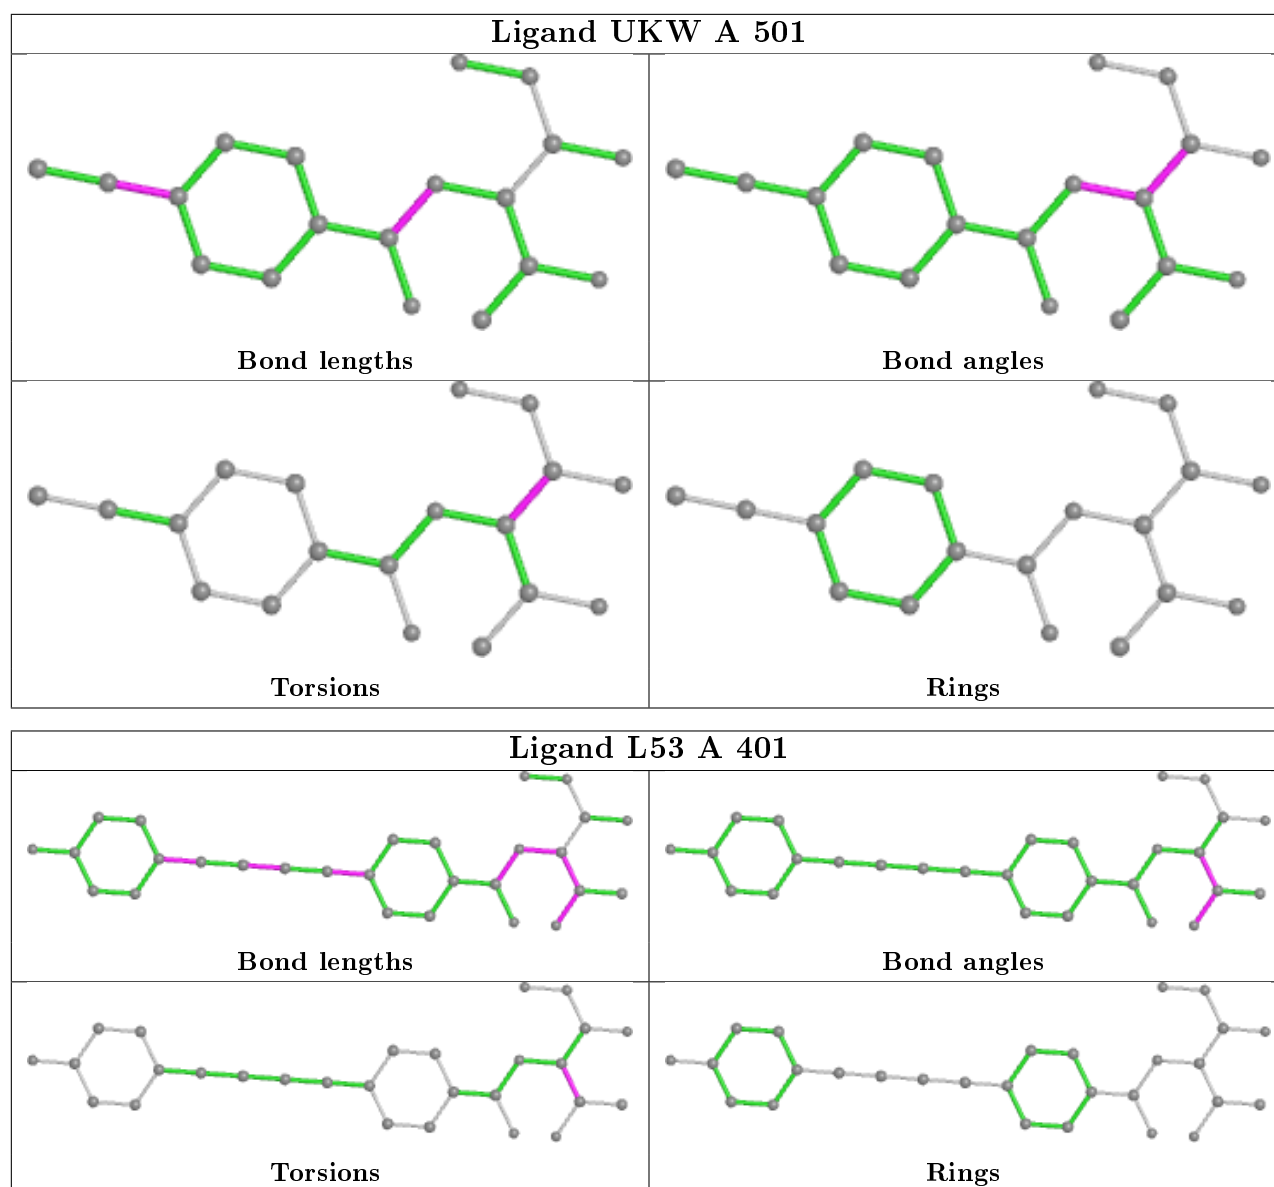 Ligand UKW A 501
Bond lengths
Bond angles
Torsions
Rings
Ligand L53 A 401
Bond lengths
Bond angles
Torsions
Rings